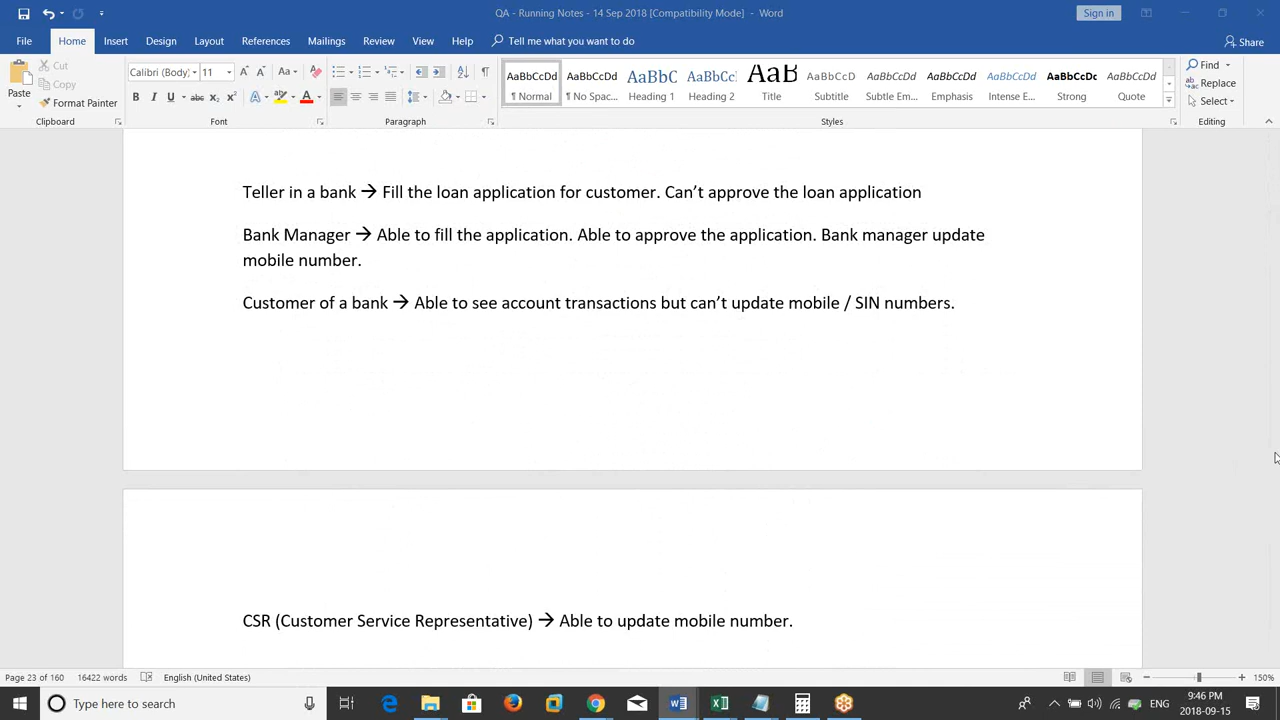 QA - Running Notes - 14 Sep 2018 [Compatibility Mode] - Word
Sign in
File Home Insert Design Layout References Mailings Review View Help Tell me what you want to do Share
Paste
Cut
Copy
Format Painter
Clipboard
Calibri (Body) 11
Font
Paragraph
AaBbCcDd AaBbCcDd AaBbC AaBbCc AaB AaBbCcD AaBbCcDd AaBbCcDd AaBbCcDd AaBbCcDc AaBbCcDd
¶ Normal ¶ No Spac... Heading 1 Heading 2 Title Subtitle Subtle Em... Emphasis Intense E... Strong Quote
Styles
Find
Replace
Select
Editing
Teller in a bank → Fill the loan application for customer. Can’t approve the loan application
Bank Manager → Able to fill the application. Able to approve the application. Bank manager update
mobile number.
Customer of a bank → Able to see account transactions but can’t update mobile / SIN numbers.
CSR (Customer Service Representative) → Able to update mobile number.
Page 23 of 160 16422 words English (United States) 150%
Type here to search
ENG
9:46 PM
2018-09-15